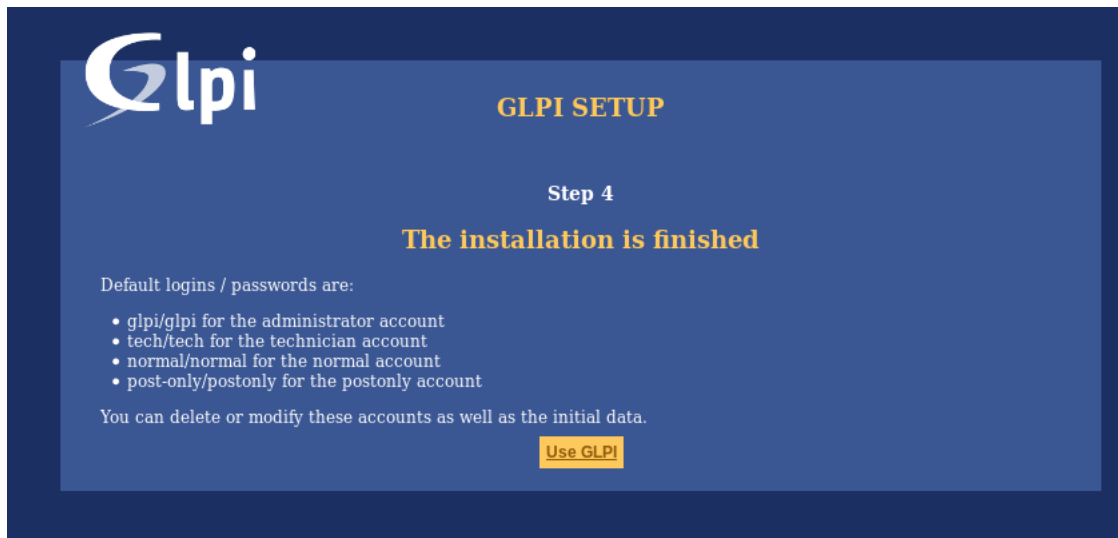 Glpi
GLPI SETUP
Step 4
The installation is finished
Default logins / passwords are:
• glpi/glpi for the administrator account
• tech/tech for the technician account
• normal/normal for the normal account
• post-only/postonly for the postonly account
You can delete or modify these accounts as well as the initial data.
Use GLPI